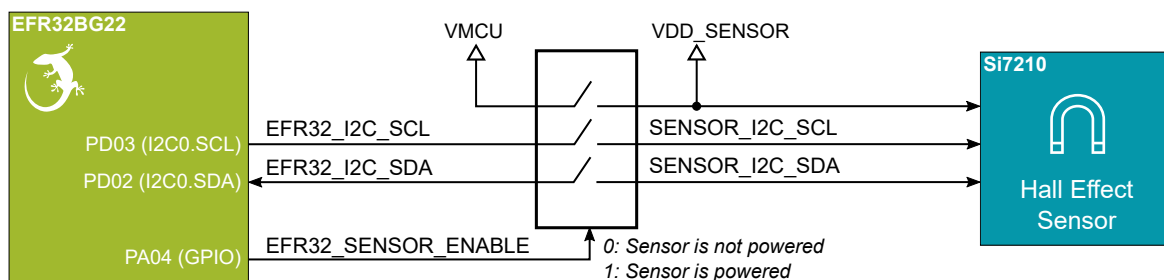 EFR32BG22
VMCU
VDD_SENSOR
Si7210
PD03 (I2C0.SCL)
EFR32_I2C_SCL
SENSOR_I2C_SCL
PD02 (I2C0.SDA)
EFR32_I2C_SDA
SENSOR_I2C_SDA
Hall Effect
Sensor
PA04 (GPIO)
EFR32_SENSOR_ENABLE
0: Sensor is not powered
1: Sensor is powered